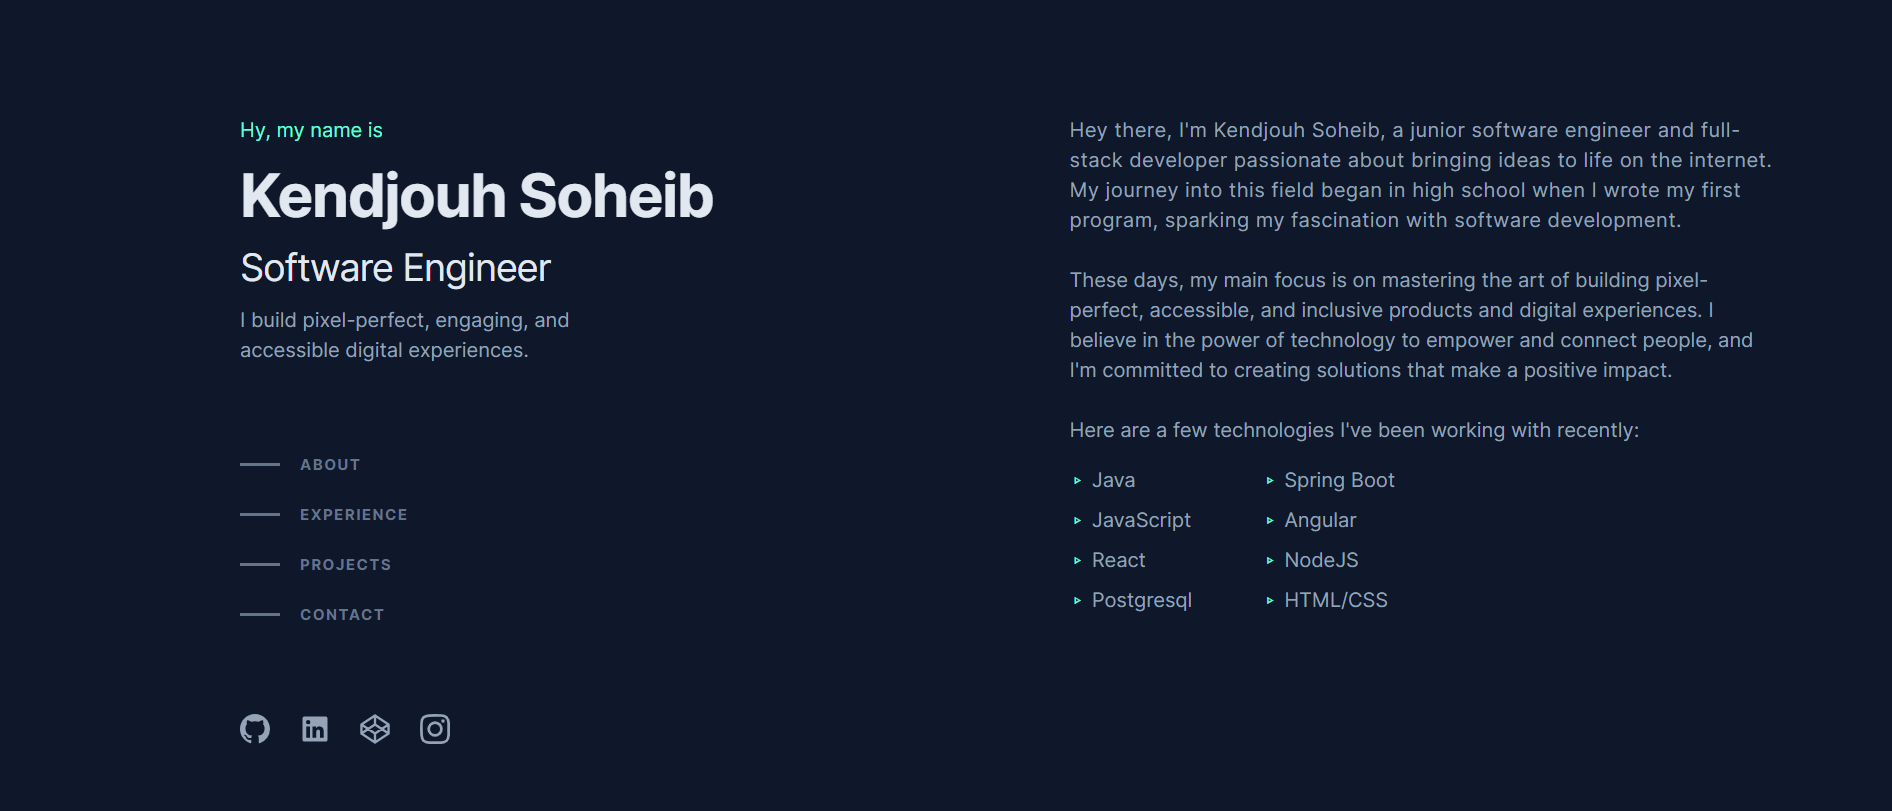 Hy, my name is
Kendjouh Soheib
Software Engineer
I build pixel-perfect, engaging, and
accessible digital experiences.
ABOUT
EXPERIENCE
PROJECTS
CONTACT
Hey there, I'm Kendjouh Soheib, a junior software engineer and full-
stack developer passionate about bringing ideas to life on the internet.
My journey into this field began in high school when I wrote my first
program, sparking my fascination with software development.
These days, my main focus is on mastering the art of building pixel-
perfect, accessible, and inclusive products and digital experiences. I
believe in the power of technology to empower and connect people, and
I'm committed to creating solutions that make a positive impact.
Here are a few technologies I've been working with recently:
Java
Spring Boot
JavaScript
Angular
React
NodeJS
Postgresql
HTML/CSS